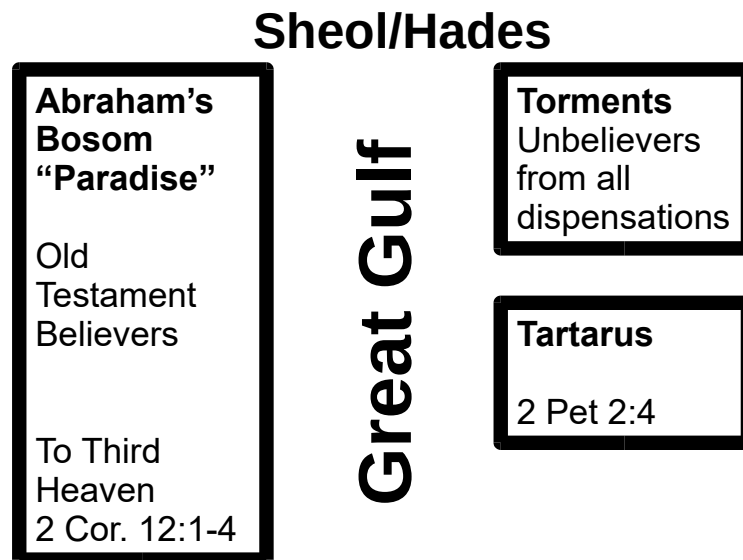 Sheol/Hades
Abraham's
Bosom
“Paradise”
Old
Testament
Believers
To Third
Heaven
2 Cor. 12:1-4
Great Gulf
Torments
Unbelievers
from all
dispensations
Tartarus
2 Pet 2:4